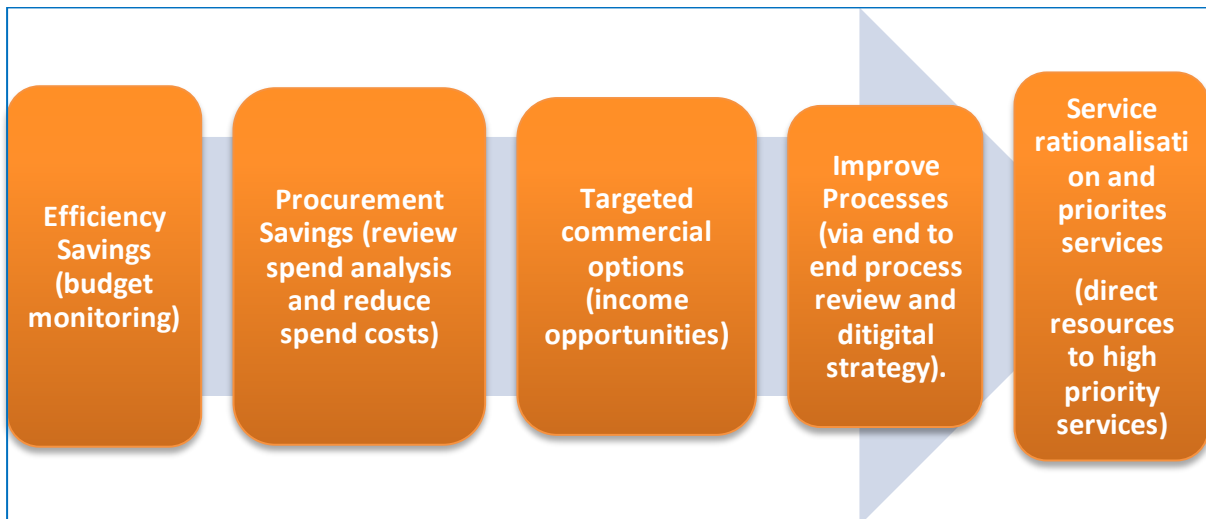 Efficiency
Savings
(budget
monitoring)
Procurement
Savings (review
spend analysis
and reduce
spend costs)
Targeted
commercial
options
(income
opportunities)
Improve
Processes
(via end to
end process
review and
ditigital
strategy).
Service
rationalisati
on and
priorites
services
(direct
resources
to high
priority
services)